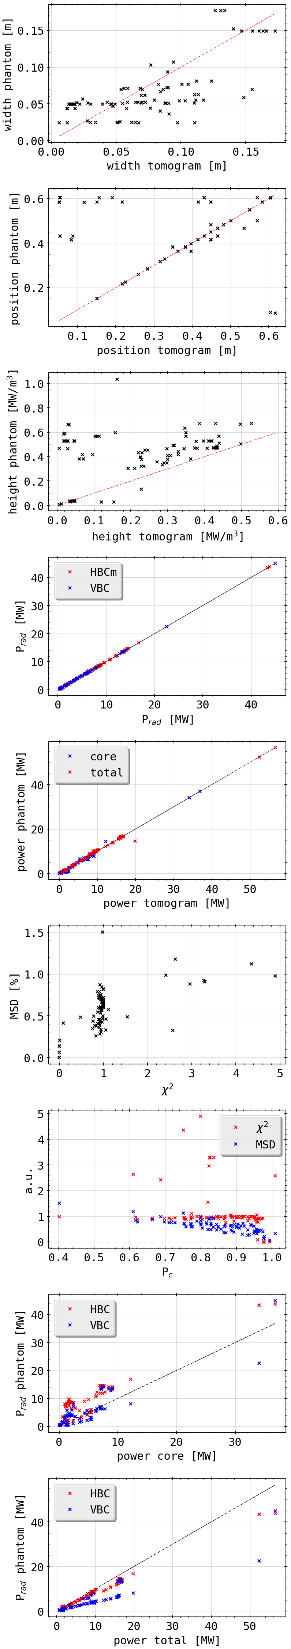 0.15
0.10
0.05
0.00
width phantom [m]
0.00 0.05 0.10 0.15
width tomogram [m]
0.6
0.4
0.2
position phantom [m]
0.1 0.2 0.3 0.4 0.5 0.6
position tomogram [m]
1.0
0.8
0.6
0.4
0.2
0.0
height phantom [MW/m³]
0.0 0.1 0.2 0.3 0.4 0.5 0.6
height tomogram [MW/m³]
HBCm
VBC
40
30
20
10
0
P_rad [MW]
0 10 20 30 40
P_rad [MW]
core
total
60
40
20
0
power phantom [MW]
0 10 20 30 40 50
power tomogram [MW]
1.5
1.0
0.5
0.0
MSD [%]
0 1 2 3 4 5
χ²
χ²
MSD
5
4
3
2
1
0
a.u.
0.4 0.5 0.6 0.7 0.8 0.9 1.0
P_c
HBC
VBC
40
30
20
10
0
P_rad phantom [MW]
0 10 20 30
power core [MW]
HBC
VBC
40
20
0
P_rad phantom [MW]
0 10 20 30 40 50
power total [MW]